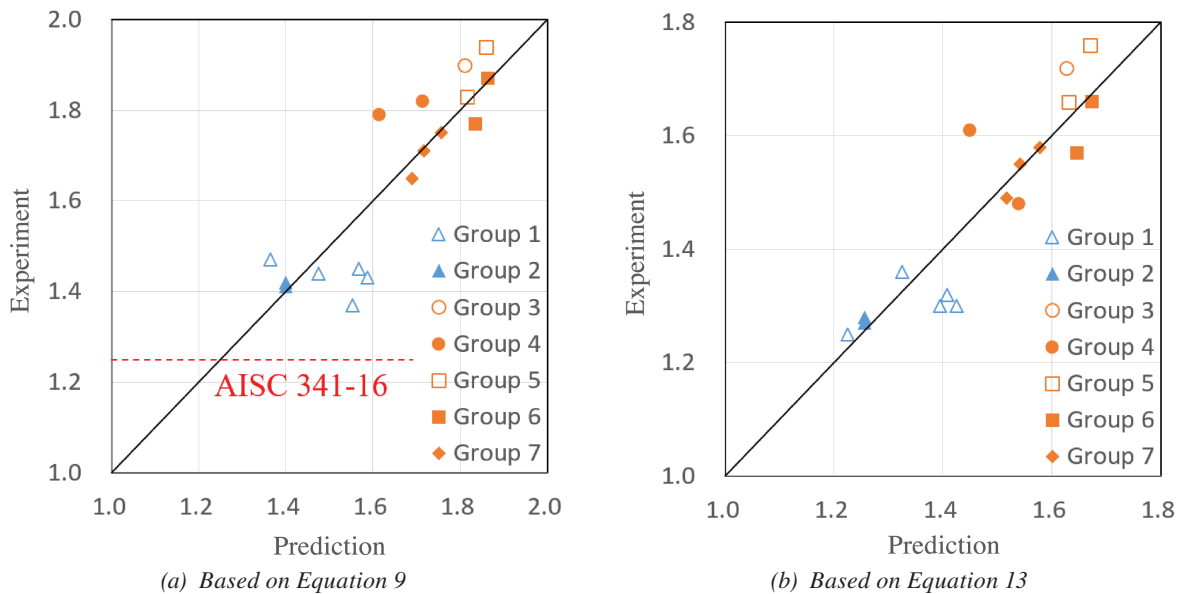 2.0
1.8
1.6
1.4
1.2
1.0
Experiment
1.0 1.2 1.4 1.6 1.8 2.0
Prediction
AISC 341-16
Group 1
Group 2
Group 3
Group 4
Group 5
Group 6
Group 7
(a) Based on Equation 9
1.8
1.6
1.4
1.2
1.0
Experiment
1.0 1.2 1.4 1.6 1.8
Prediction
Group 1
Group 2
Group 3
Group 4
Group 5
Group 6
Group 7
(b) Based on Equation 13